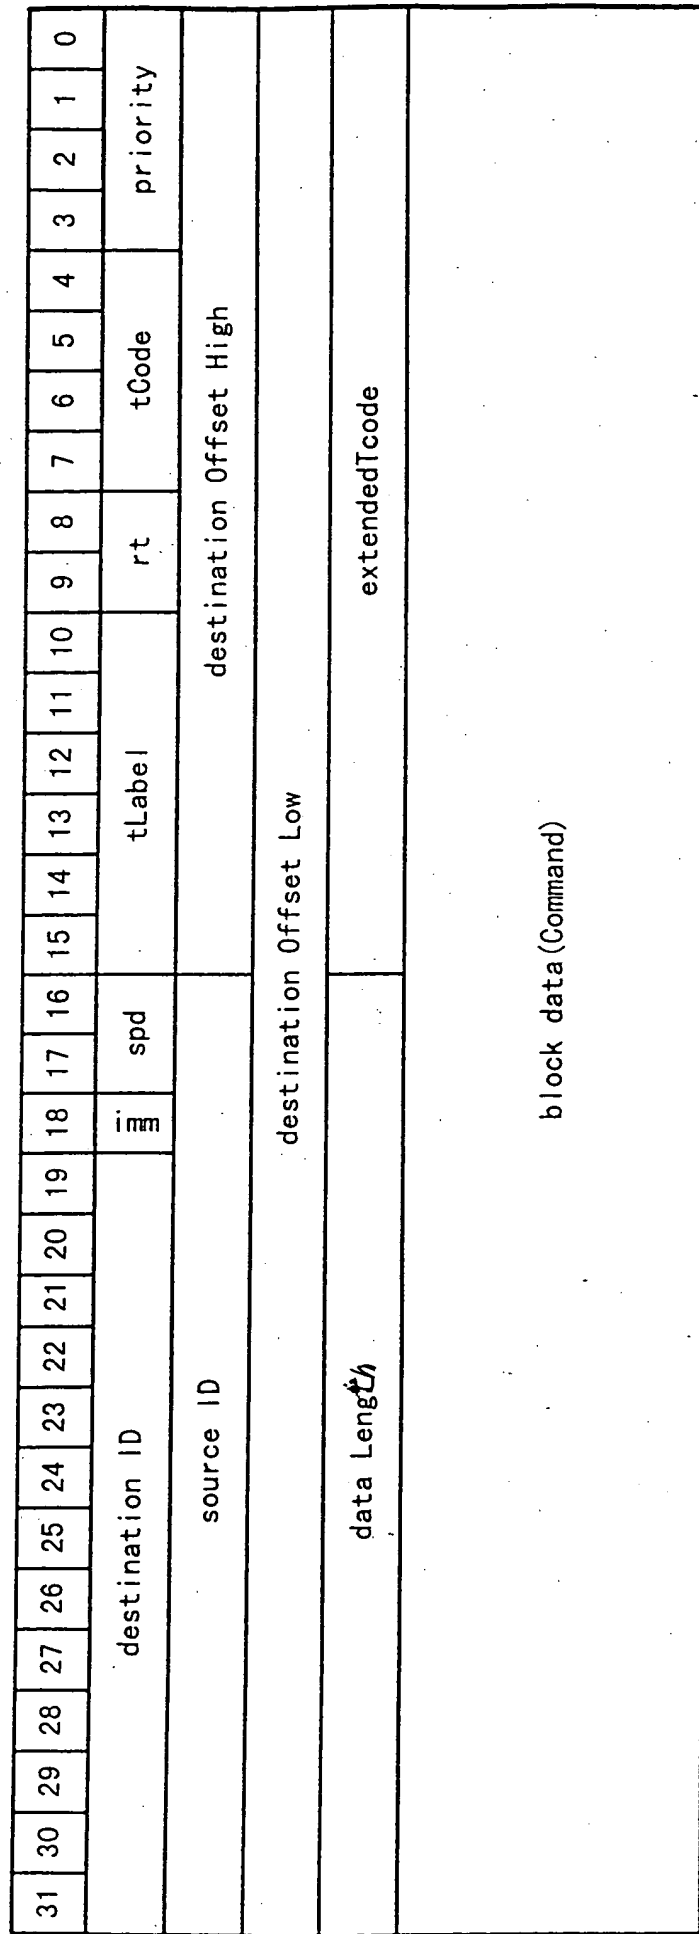 31 30 29 28 27 26 25 24 23 22 21 20 19 18 17 16 15 14 13 12 11 10 9 8 7 6 5 4 3 2 1 0
destination ID imm spd tLabel rt tCode priority
source ID destination Offset High
destination Offset Low
data Length extendedTcode
block data(Command)